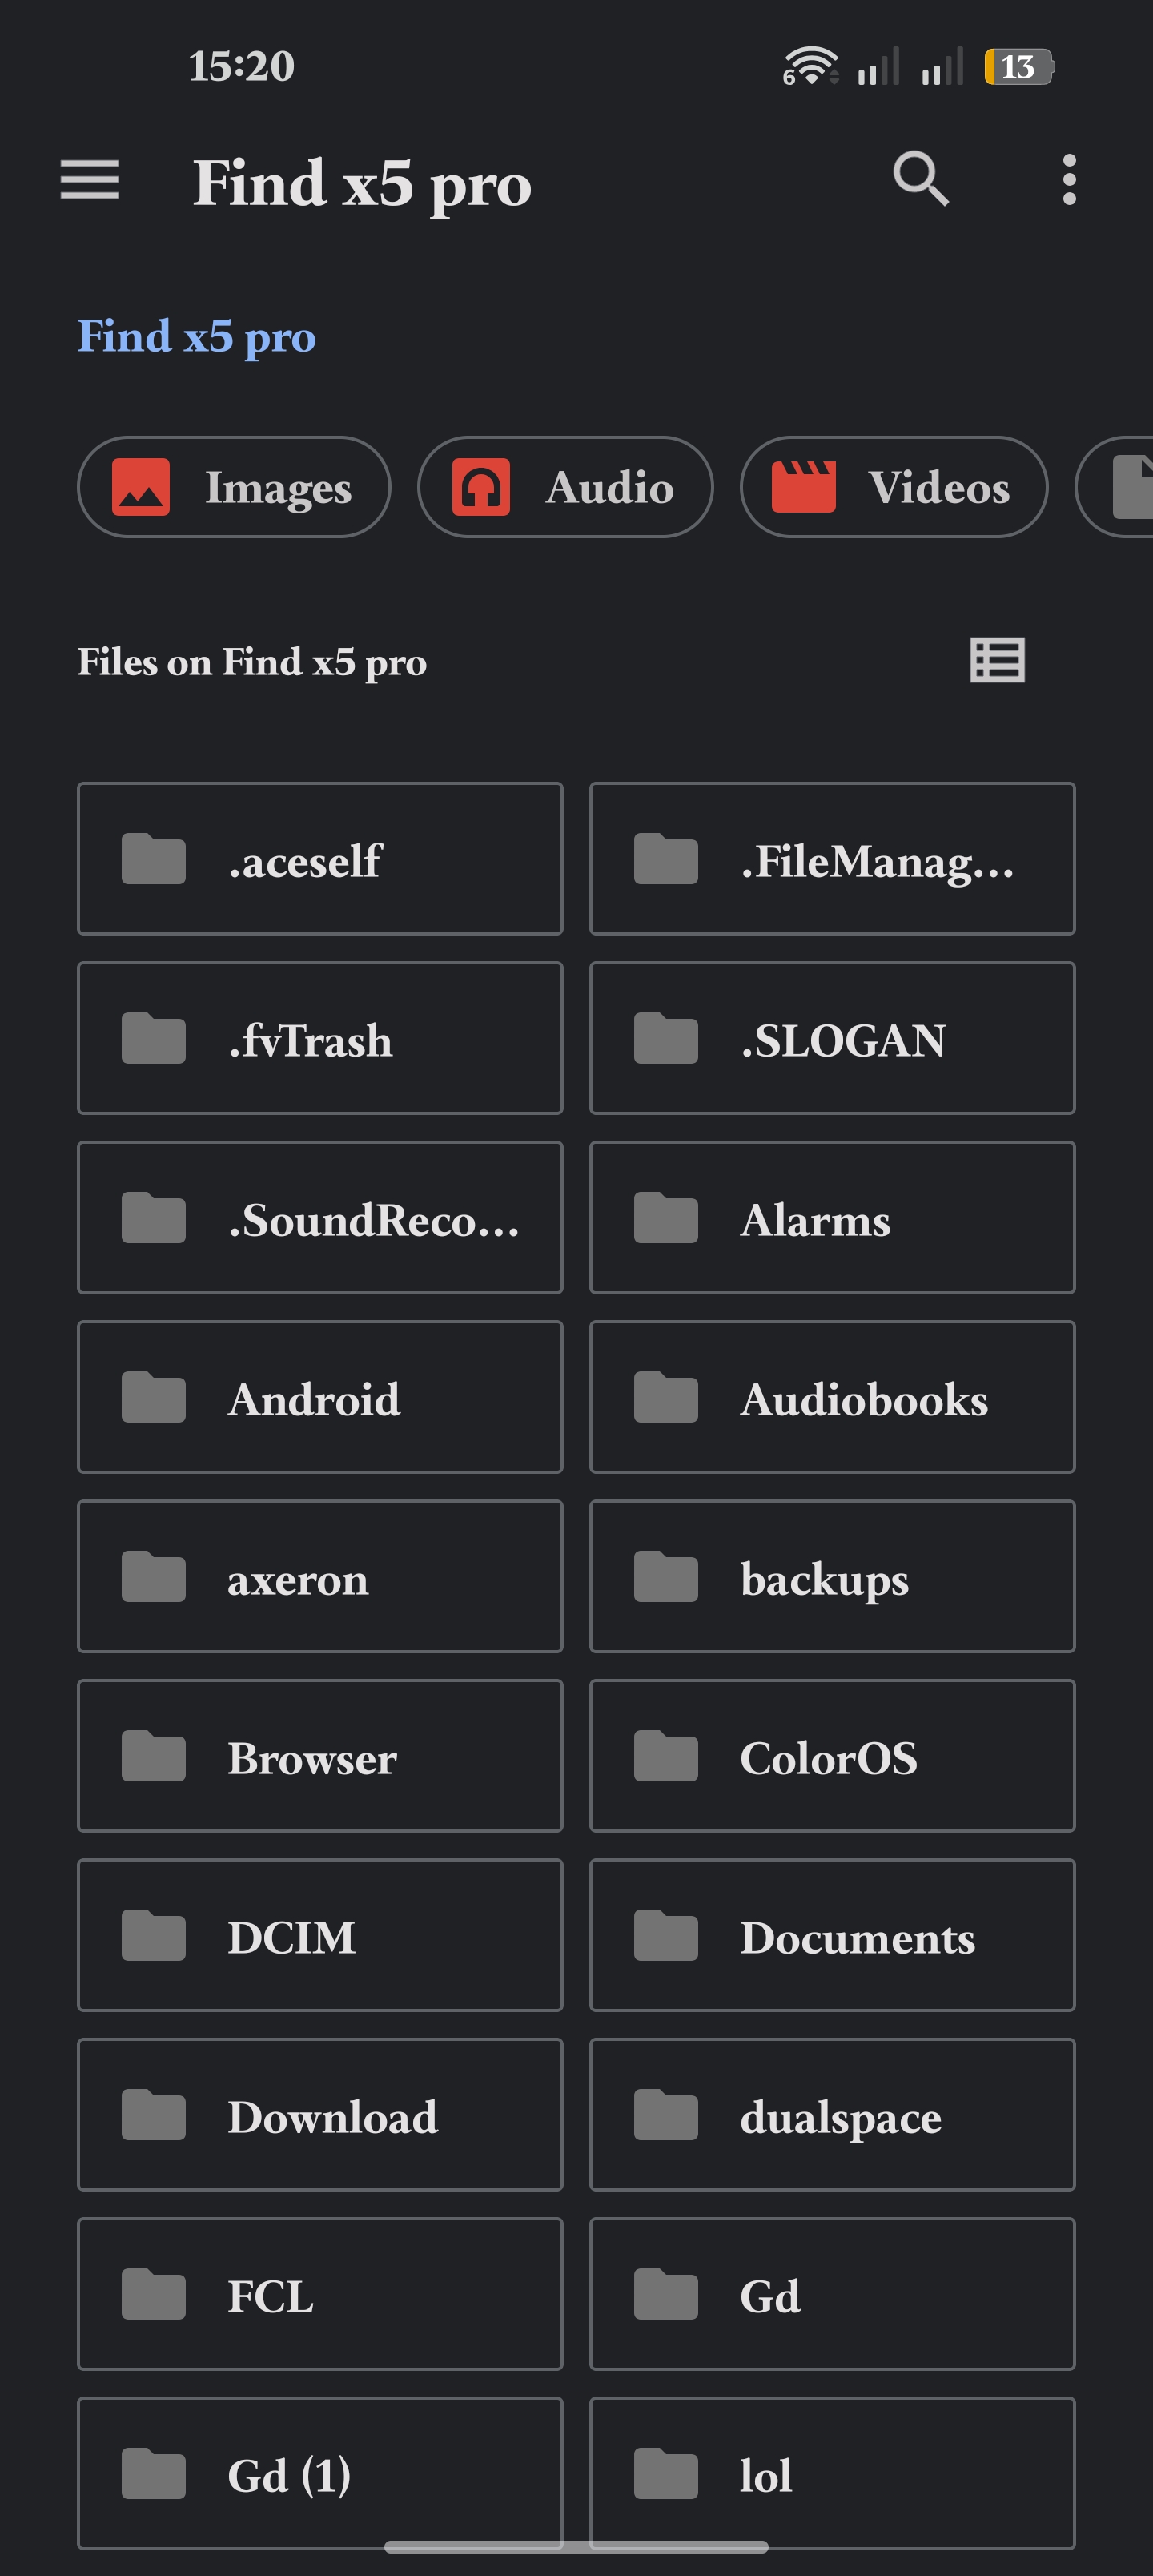 15:20
6
13
Find x5 pro
Find x5 pro
Images Audio Videos
Files on Find x5 pro
.aceself .FileManag...
.fvTrash .SLOGAN
.SoundReco... Alarms
Android Audiobooks
axeron backups
Browser ColorOS
DCIM Documents
Download dualspace
FCL Gd
Gd (1) lol